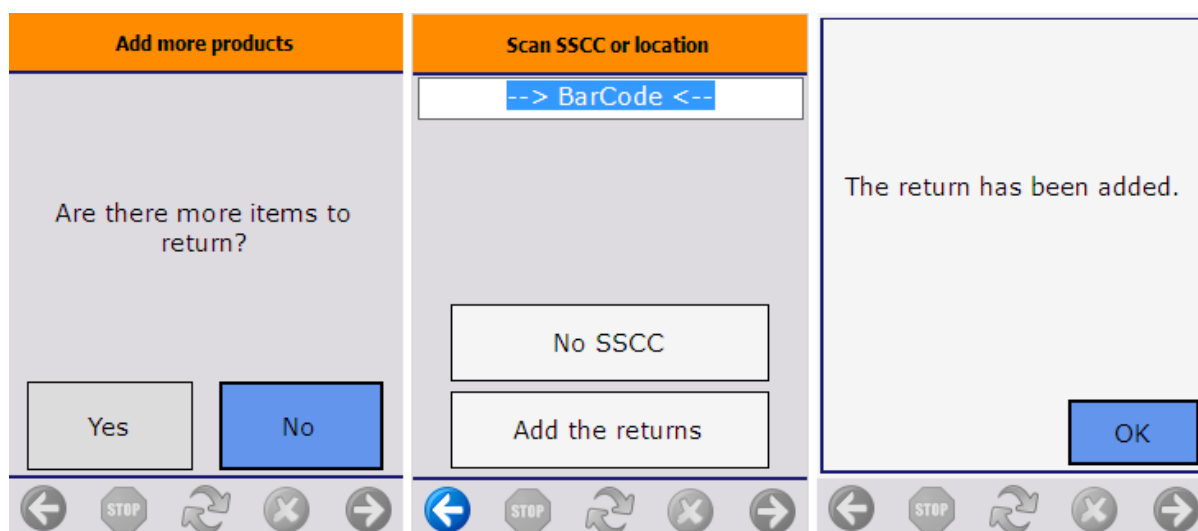 Add more products
Are there more items to
return?
Yes
No
STOP
Scan SSCC or location
--> BarCode <--
No SSCC
Add the returns
STOP
The return has been added.
OK
STOP